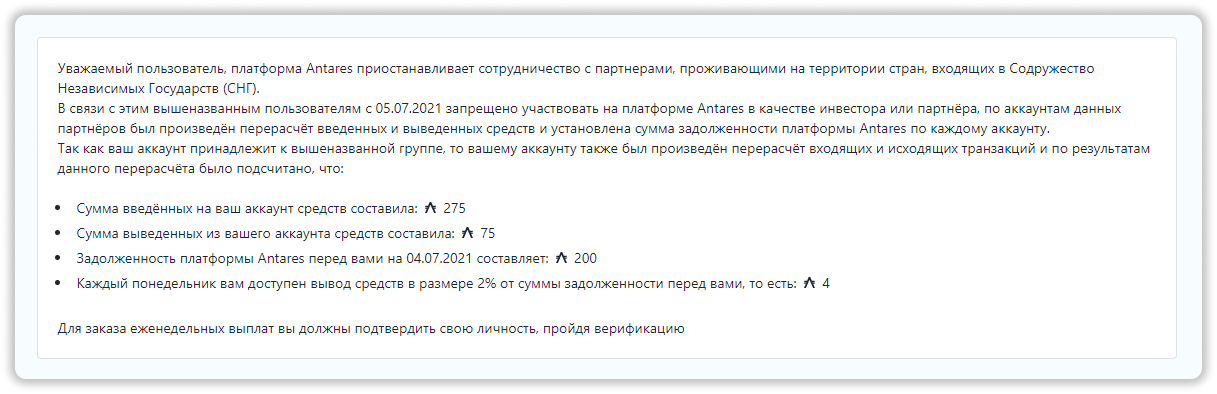 Уважаемый пользователь, платформа Antares приостанавливает сотрудничество с партнерами, проживающими на территории стран, входящих в Содружество
Независимых Государств (СНГ).
В связи с этим вышеназванным пользователям с 05.07.2021 запрещено участвовать на платформе Antares в качестве инвестора или партнёра, по аккаунтам данных
партнёров был произведён перерасчёт введенных и выведенных средств и установлена сумма задолженности платформы Antares по каждому аккаунту.
Так как ваш аккаунт принадлежит к вышеназванной группе, то вашему аккаунту также был произведён перерасчёт входящих и исходящих транзакций и по результатам
данного перерасчёта было подсчитано, что:
• Сумма введённых на ваш аккаунт средств составила: 275
• Сумма выведенных из вашего аккаунта средств составила: 75
• Задолженность платформы Antares перед вами на 04.07.2021 составляет: 200
• Каждый понедельник вам доступен вывод средств в размере 2% от суммы задолженности перед вами, то есть: 4
Для заказа еженедельных выплат вы должны подтвердить свою личность, пройдя верификацию